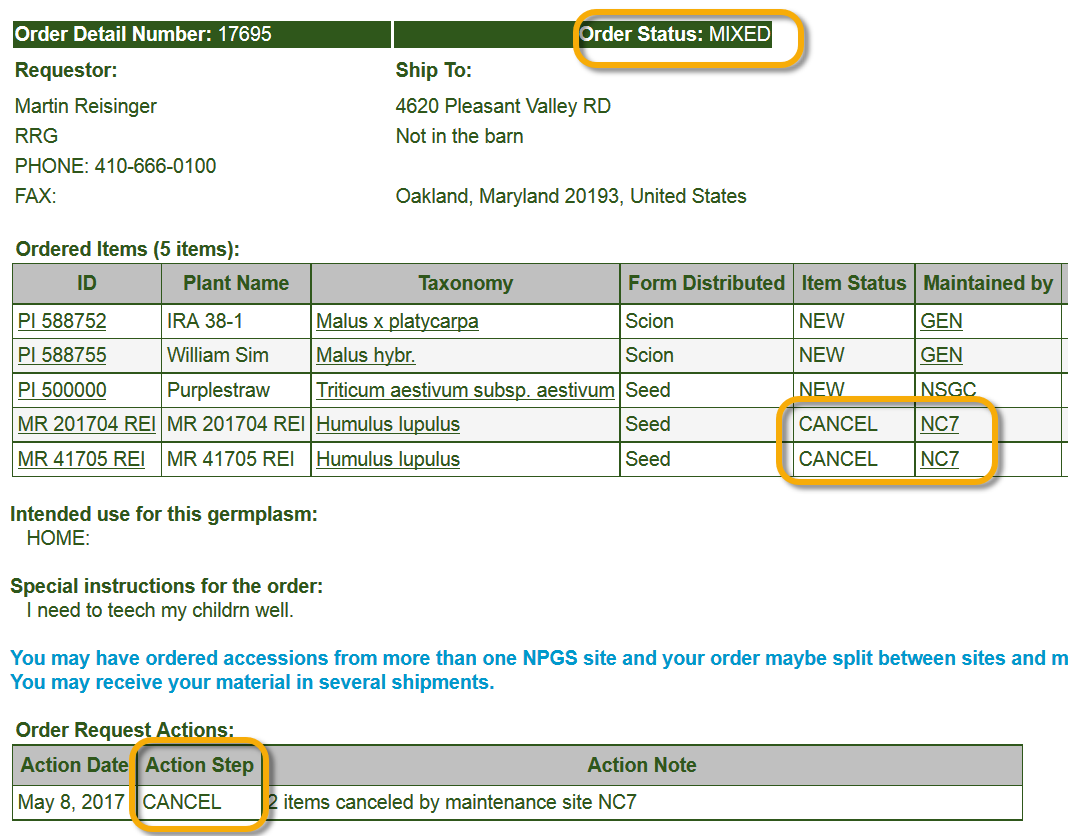 Order Detail Number: 17695 Order Status: MIXED
Requestor: Ship To:
Martin Reisinger 4620 Pleasant Valley RD
RRG Not in the barn
PHONE: 410-666-0100
FAX: Oakland, Maryland 20193, United States
Ordered Items (5 items):
ID Plant Name Taxonomy Form Distributed Item Status Maintained by
PI 588752 IRA 38-1 Malus x platycarpa Scion NEW GEN
PI 588755 William Sim Malus hybr. Scion NEW GEN
PI 500000 Purplestraw Triticum aestivum subsp. aestivum Seed NEW NSGC
MR 201704 REI MR 201704 REI Humulus lupulus Seed CANCEL NC7
MR 41705 REI MR 41705 REI Humulus lupulus Seed CANCEL NC7
Intended use for this germplasm:
HOME:
Special instructions for the order:
I need to teech my childrn well.
You may have ordered accessions from more than one NPGS site and your order maybe split between sites and m
You may receive your material in several shipments.
Order Request Actions:
Action Date Action Step Action Note
May 8, 2017 CANCEL 2 items canceled by maintenance site NC7